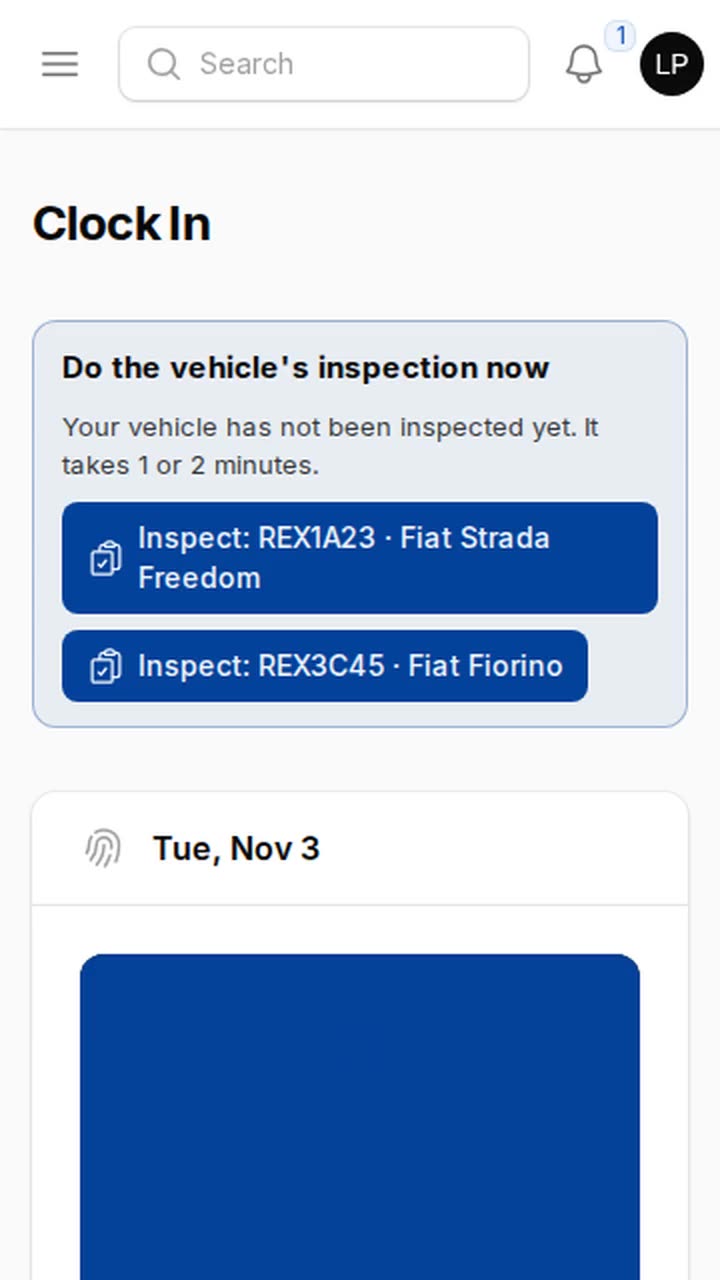 Search
1
LP
Clock In
Do the vehicle's inspection now
Your vehicle has not been inspected yet. It
takes 1 or 2 minutes.
Inspect: REX1A23 · Fiat Strada
Freedom
Inspect: REX3C45 · Fiat Fiorino
Tue, Nov 3